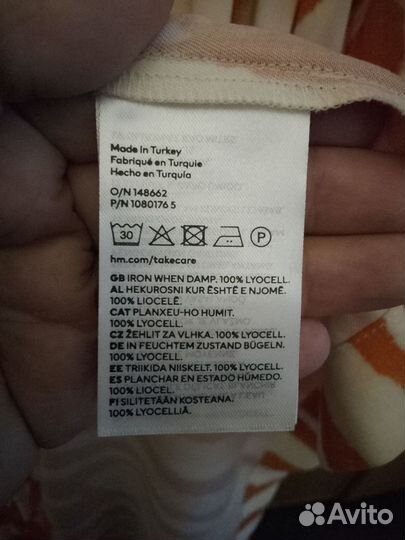 Made in Turkey
Fabriqué en Turquie
Hecho en Turquía
O/N 148662
P/N 1080176 5
30
P
hm.com/takecare
GB IRON WHEN DAMP. 100% LYOCELL.
AL HEKUROSNI KUR ËSHTË E NJOMË.
100% LIOCELË.
CAT PLANXEU-HO HUMIT.
100% LYOCELL.
CZ ŽEHLIT ZA VLHKA. 100% LYOCELL.
DE IN FEUCHTEM ZUSTAND BÜGELN.
100% LYOCELL.
EE TRIIKIDA NIISKELT. 100% LYOCELL.
ES PLANCHAR EN ESTADO HÚMEDO.
100% LIOCEL.
FI SILITETÄÄN KOSTEANA.
100% LYOCELLIÄ.
Avito